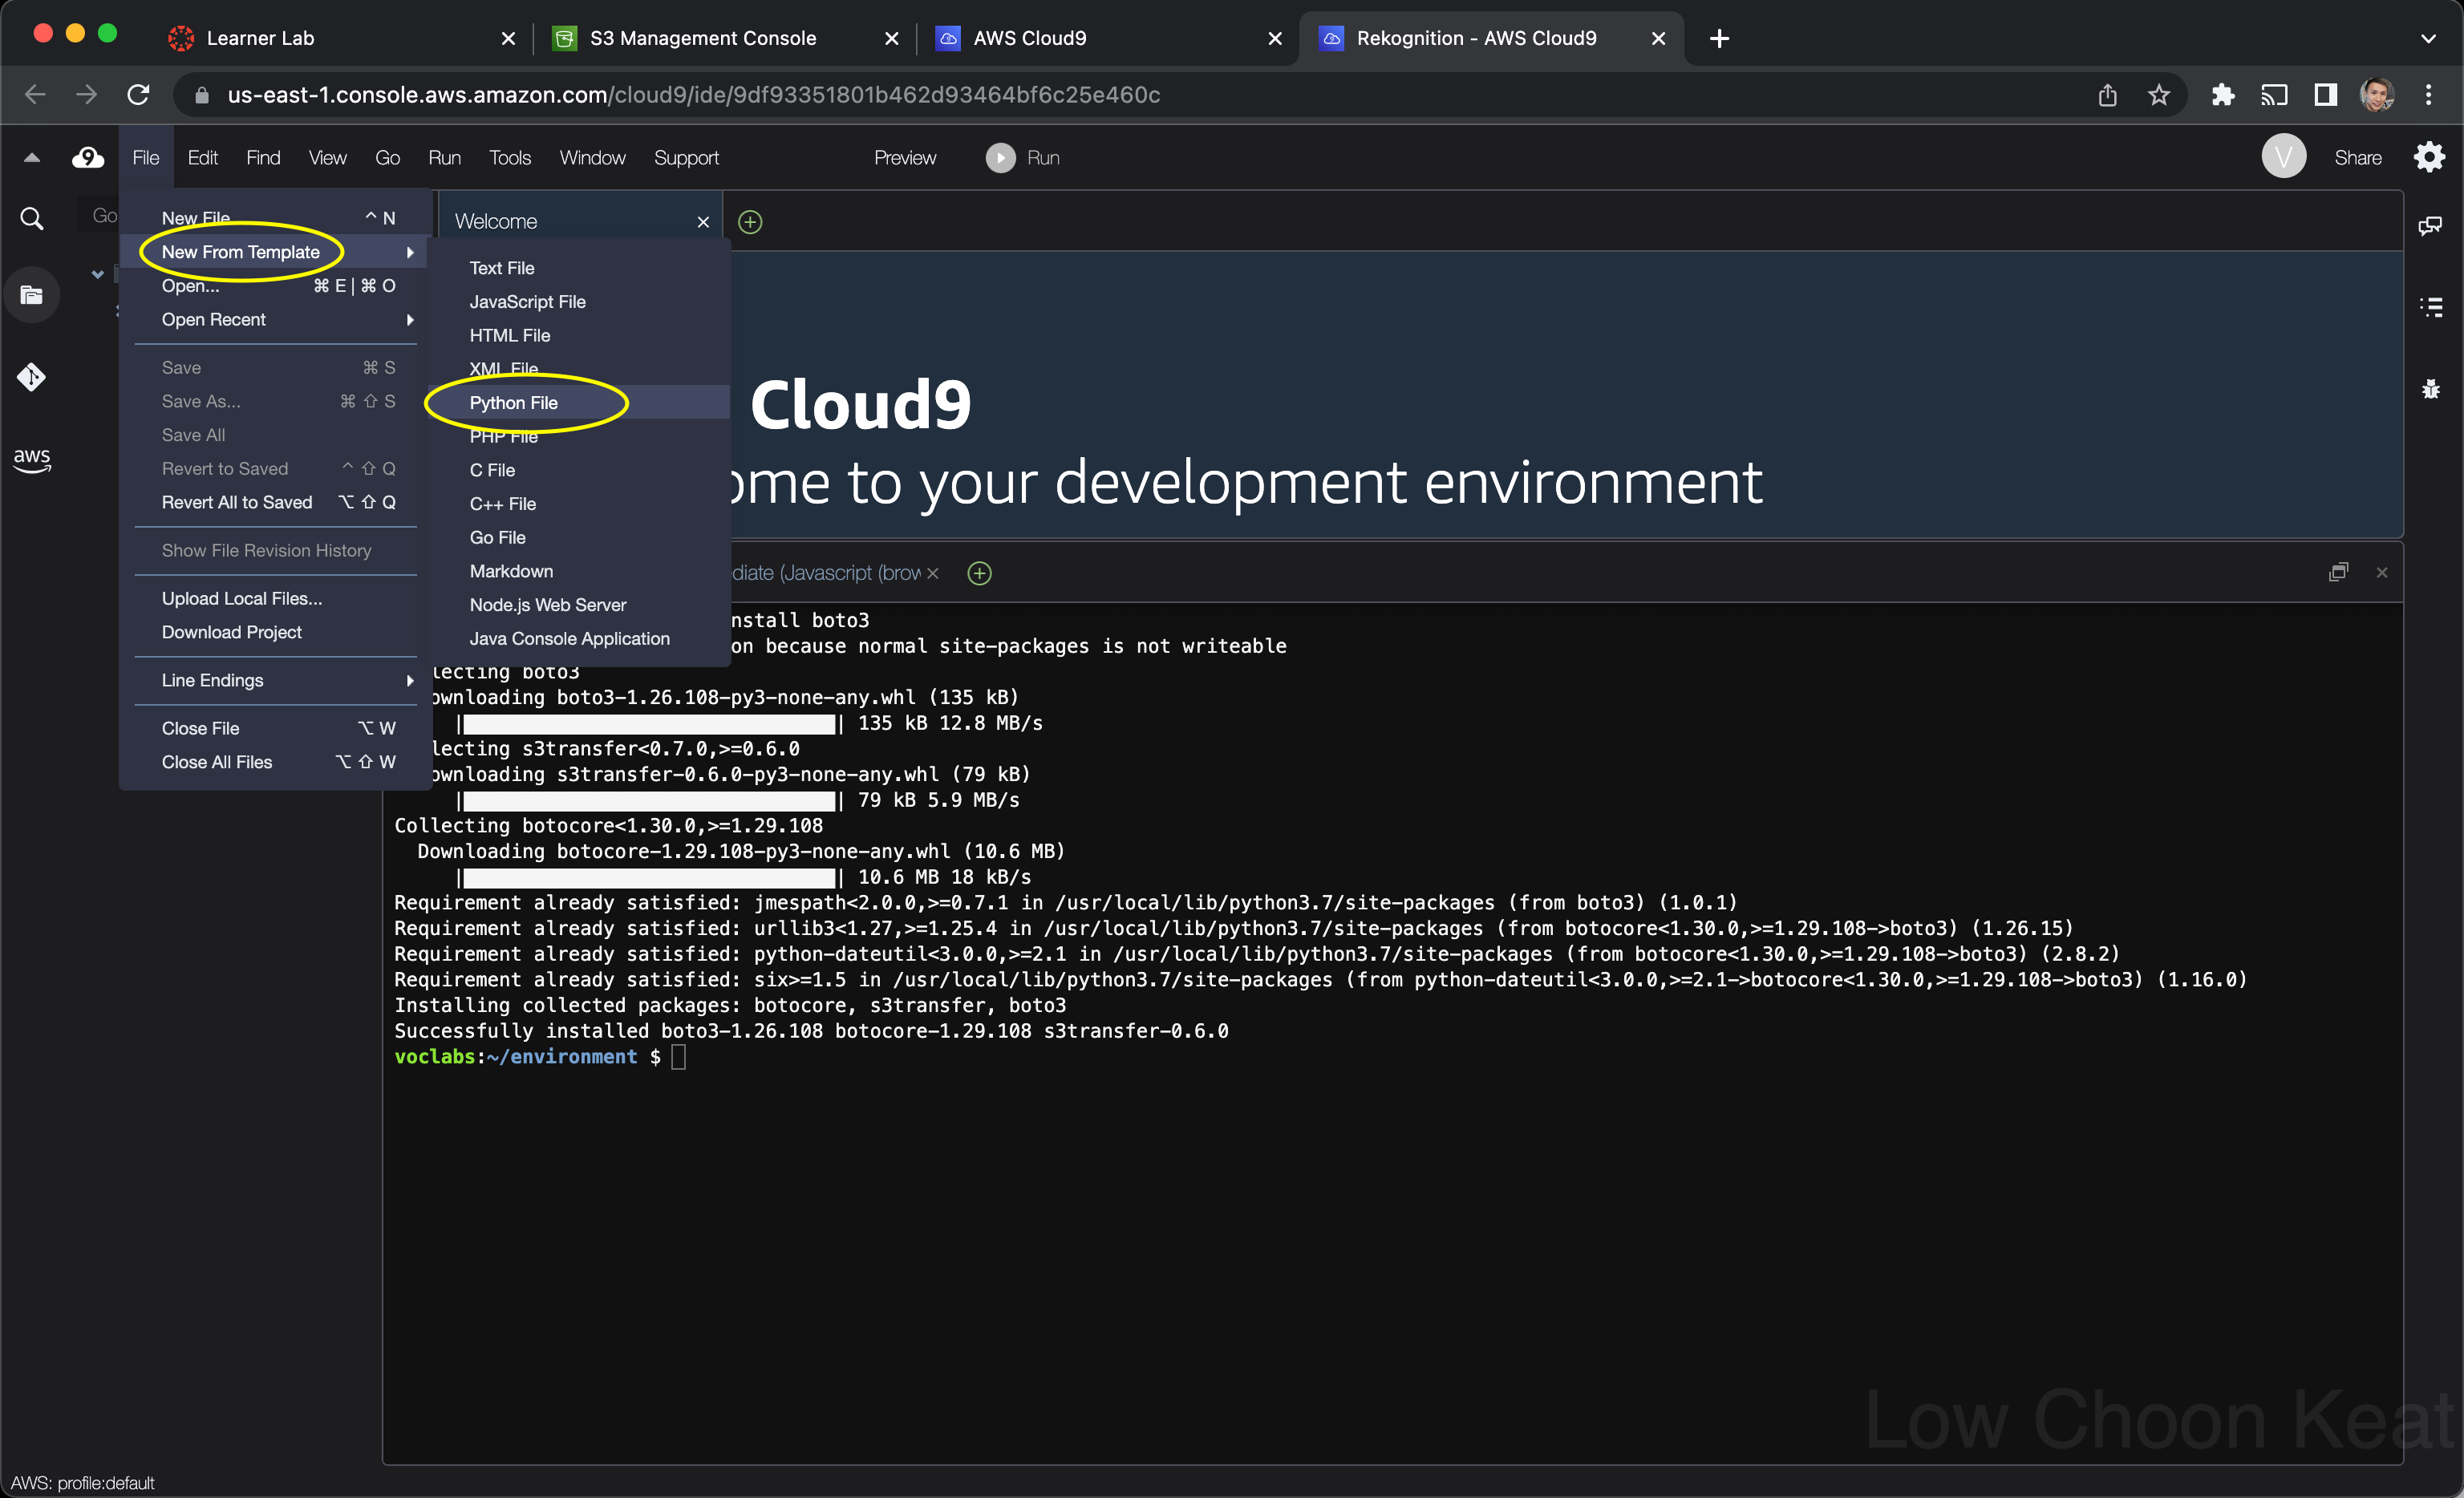 Learner Lab
S3 Management Console
AWS Cloud9
Rekognition - AWS Cloud9
us-east-1.console.aws.amazon.com/cloud9/ide/9df93351801b462d93464bf6c25e460c
9 File Edit Find View Go Run Tools Window Support Preview Run V Share
Go
New File ^ N
New From Template
Open... ⌘ E | ⌘ O
Open Recent
Save ⌘ S
Save As... ⌘ ⇧ S
Save All
Revert to Saved ^ ⇧ Q
Revert All to Saved ⌥ ⇧ Q
Show File Revision History
Upload Local Files...
Download Project
Line Endings
Close File ⌥ W
Close All Files ⌥ ⇧ W
aws
Welcome
Text File
JavaScript File
HTML File
XML File
Python File
PHP File
C File
C++ File
Go File
Markdown
Node.js Web Server
Java Console Application
Cloud9
ome to your development environment
diate (Javascript (brow
nstall boto3
on because normal site-packages is not writeable
lecting boto3
ownloading boto3-1.26.108-py3-none-any.whl (135 kB)
|████████████████████████████████| 135 kB 12.8 MB/s
lecting s3transfer<0.7.0,>=0.6.0
ownloading s3transfer-0.6.0-py3-none-any.whl (79 kB)
|████████████████████████████████| 79 kB 5.9 MB/s
Collecting botocore<1.30.0,>=1.29.108
Downloading botocore-1.29.108-py3-none-any.whl (10.6 MB)
|████████████████████████████████| 10.6 MB 18 kB/s
Requirement already satisfied: jmespath<2.0.0,>=0.7.1 in /usr/local/lib/python3.7/site-packages (from boto3) (1.0.1)
Requirement already satisfied: urllib3<1.27,>=1.25.4 in /usr/local/lib/python3.7/site-packages (from botocore<1.30.0,>=1.29.108->boto3) (1.26.15)
Requirement already satisfied: python-dateutil<3.0.0,>=2.1 in /usr/local/lib/python3.7/site-packages (from botocore<1.30.0,>=1.29.108->boto3) (2.8.2)
Requirement already satisfied: six>=1.5 in /usr/local/lib/python3.7/site-packages (from python-dateutil<3.0.0,>=2.1->botocore<1.30.0,>=1.29.108->boto3) (1.16.0)
Installing collected packages: botocore, s3transfer, boto3
Successfully installed boto3-1.26.108 botocore-1.29.108 s3transfer-0.6.0
voclabs:~/environment $
Low Choon Keat
AWS: profile:default